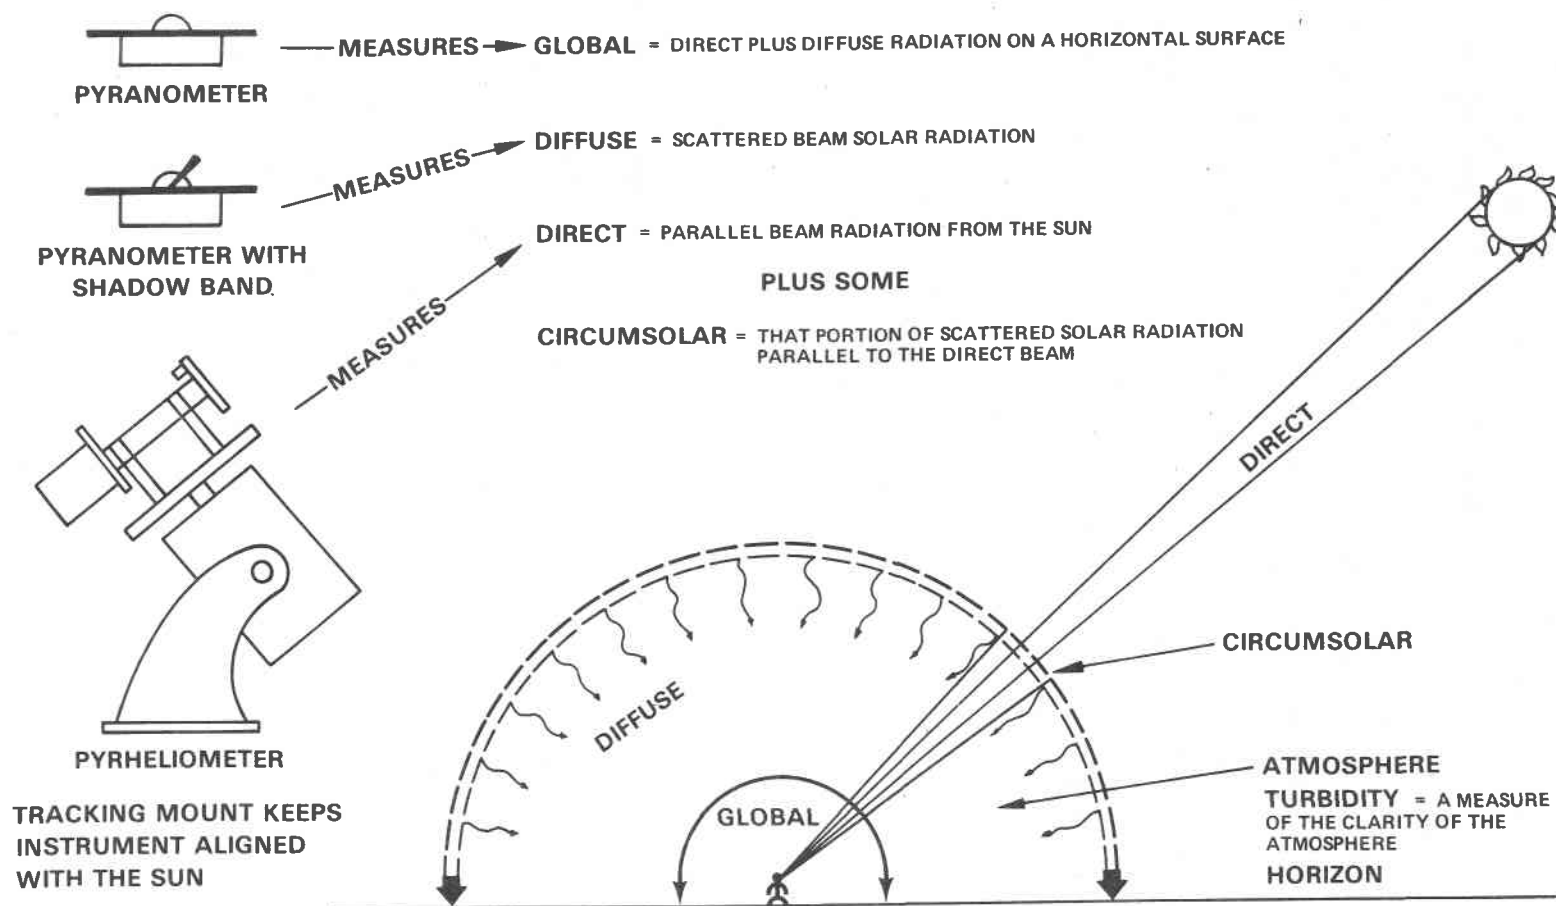 MEASURES GLOBAL = DIRECT PLUS DIFFUSE RADIATION ON A HORIZONTAL SURFACE
PYRANOMETER
MEASURES DIFFUSE = SCATTERED BEAM SOLAR RADIATION
PYRANOMETER WITH
SHADOW BAND.
MEASURES DIRECT = PARALLEL BEAM RADIATION FROM THE SUN
PLUS SOME
CIRCUMSOLAR = THAT PORTION OF SCATTERED SOLAR RADIATION
PARALLEL TO THE DIRECT BEAM
PYRHELIOMETER
TRACKING MOUNT KEEPS
INSTRUMENT ALIGNED
WITH THE SUN
DIRECT
CIRCUMSOLAR
DIFFUSE
GLOBAL
ATMOSPHERE
TURBIDITY = A MEASURE
OF THE CLARITY OF THE
ATMOSPHERE
HORIZON